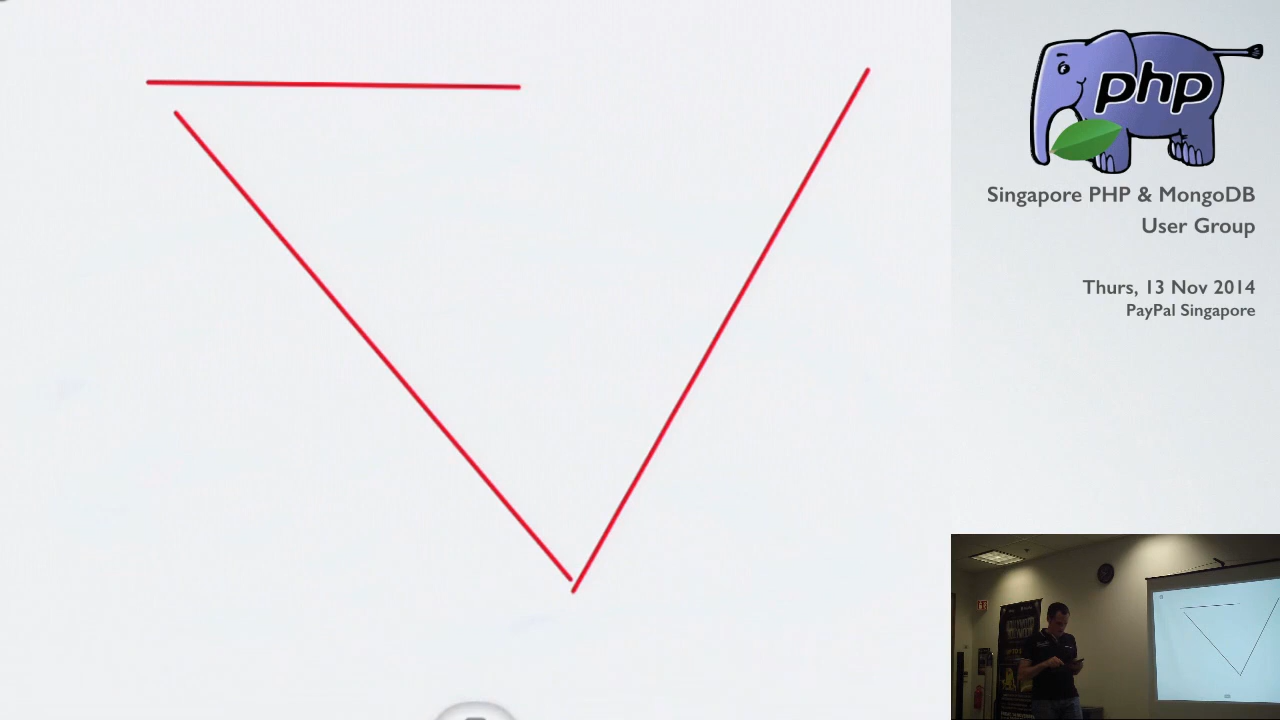 php
Singapore PHP & MongoDB
User Group
Thurs, 13 Nov 2014
PayPal Singapore